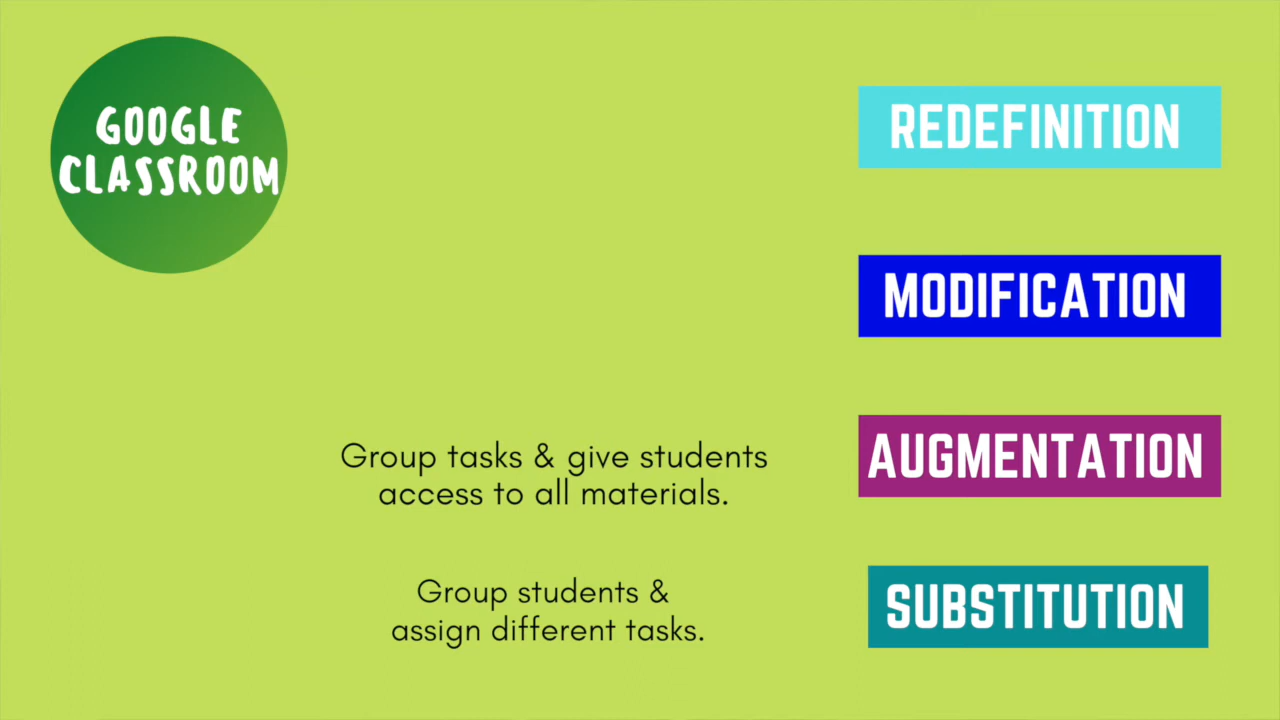 GOOGLE
CLASSROOM
REDEFINITION
MODIFICATION
Group tasks & give students
access to all materials.
AUGMENTATION
Group students &
assign different tasks.
SUBSTITUTION